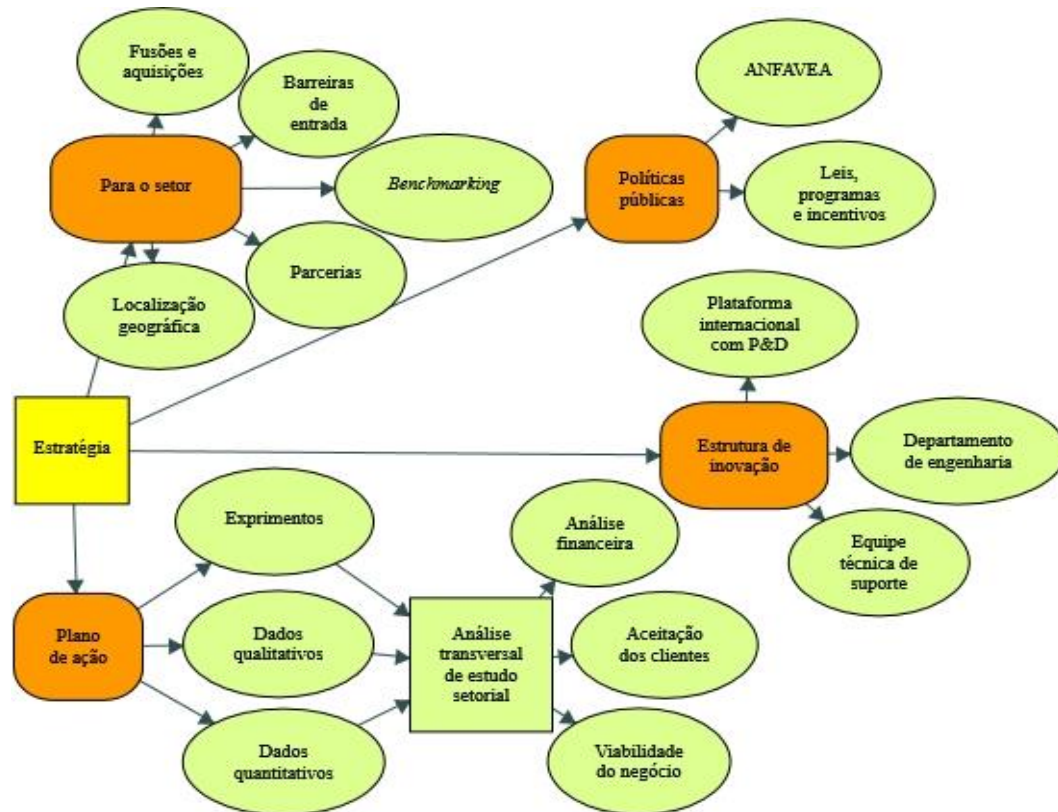 Fusões e
aquisições
Barreiras
de
entrada
Para o setor
Benchmarking
Parcerias
Localização
geográfica
ANFAVEA
Políticas
públicas
Leis,
programas
e incentivos
Plataforma
internacional
com P&D
Estratégia
Estrutura de
inovação
Departamento
de engenharia
Equipe
técnica de
suporte
Exprimentos
Análise
financeira
Plano
de ação
Dados
qualitativos
Análise
transversal
de estudo
setorial
Aceitação
dos clientes
Dados
quantitativos
Viabilidade
do negócio